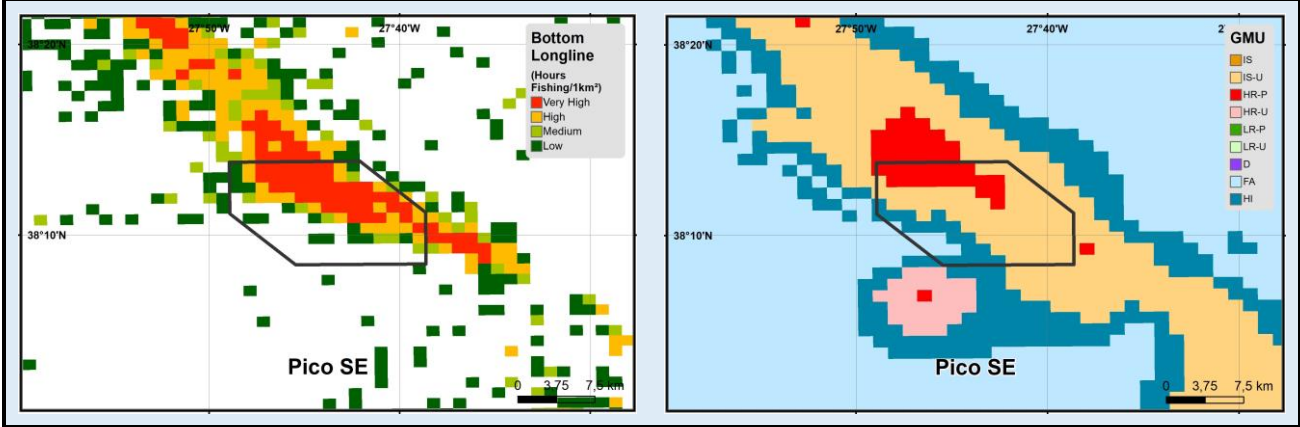 27°50'W
27°40'W
38°20'N
38°10'N
Bottom
Longline
(Hours
Fishing/1km²)
Very High
High
Medium
Low
Pico SE
0 3,75 7,5 km
27°50'W
27°40'W
38°20'N
38°10'N
GMU
IS
IS-U
HR-P
HR-U
LR-P
LR-U
D
FA
HI
Pico SE
0 3,75 7,5 km